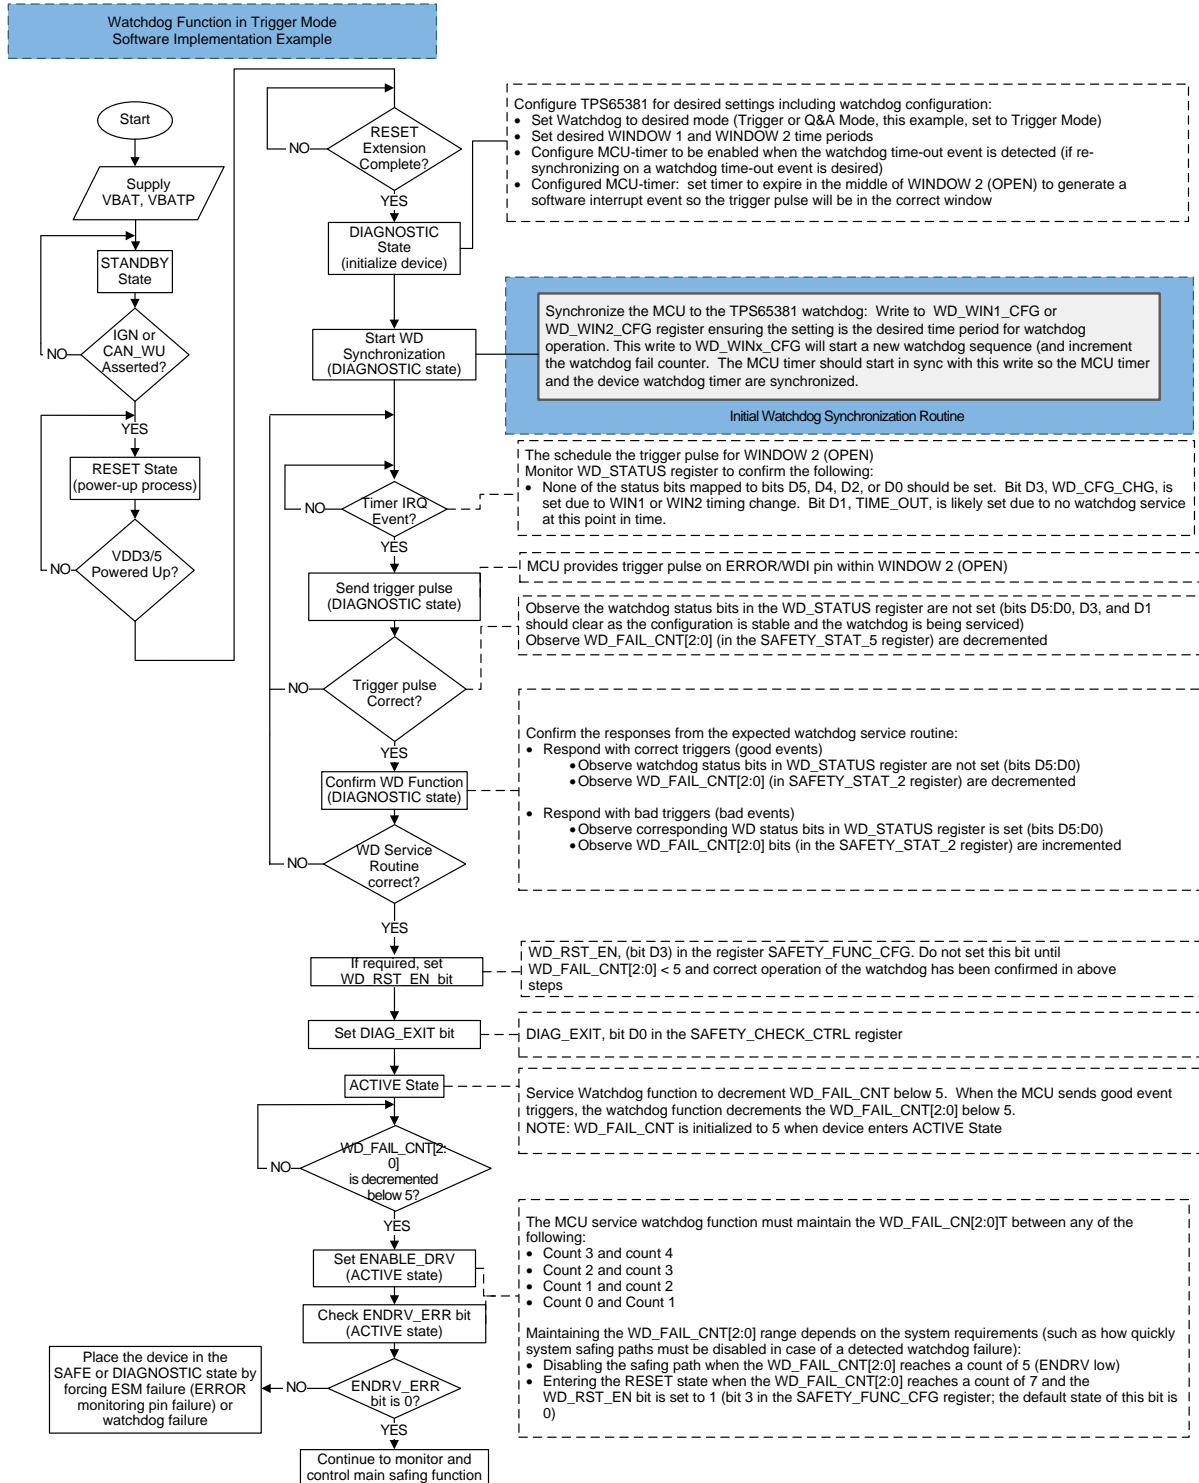 Watchdog Function in Trigger Mode
Software Implementation Example
Start
Supply
VBAT, VBATP
STANDBY
State
IGN or
CAN_WU
Asserted?
NO
YES
RESET State
(power-up process)
VDD3/5
Powered Up?
NO
RESET
Extension
Complete?
NO
YES
DIAGNOSTIC
State
(initialize device)
Configure TPS65381 for desired settings including watchdog configuration:
• Set Watchdog to desired mode (Trigger or Q&A Mode, this example, set to Trigger Mode)
• Set desired WINDOW 1 and WINDOW 2 time periods
• Configure MCU-timer to be enabled when the watchdog time-out event is detected (if re-
synchronizing on a watchdog time-out event is desired)
• Configured MCU-timer: set timer to expire in the middle of WINDOW 2 (OPEN) to generate a
software interrupt event so the trigger pulse will be in the correct window
Start WD
Synchronization
(DIAGNOSTIC state)
Synchronize the MCU to the TPS65381 watchdog: Write to WD_WIN1_CFG or
WD_WIN2_CFG register ensuring the setting is the desired time period for watchdog
operation. This write to WD_WINx_CFG will start a new watchdog sequence (and increment
the watchdog fail counter. The MCU timer should start in sync with this write so the MCU timer
and the device watchdog timer are synchronized.
Initial Watchdog Synchronization Routine
Timer IRQ
Event?
NO
YES
The schedule the trigger pulse for WINDOW 2 (OPEN)
Monitor WD_STATUS register to confirm the following:
• None of the status bits mapped to bits D5, D4, D2, or D0 should be set. Bit D3, WD_CFG_CHG, is
set due to WIN1 or WIN2 timing change. Bit D1, TIME_OUT, is likely set due to no watchdog service
at this point in time.
Send trigger pulse
(DIAGNOSTIC state)
MCU provides trigger pulse on ERROR/WDI pin within WINDOW 2 (OPEN)
Trigger pulse
Correct?
NO
YES
Observe the watchdog status bits in the WD_STATUS register are not set (bits D5:D0, D3, and D1
should clear as the configuration is stable and the watchdog is being serviced)
Observe WD_FAIL_CNT[2:0] (in the SAFETY_STAT_5 register) are decremented
Confirm WD Function
(DIAGNOSTIC state)
Confirm the responses from the expected watchdog service routine:
• Respond with correct triggers (good events)
• Observe watchdog status bits in WD_STATUS register are not set (bits D5:D0)
• Observe WD_FAIL_CNT[2:0] (in SAFETY_STAT_2 register) are decremented
• Respond with bad triggers (bad events)
• Observe corresponding WD status bits in WD_STATUS register is set (bits D5:D0)
• Observe WD_FAIL_CNT[2:0] bits (in the SAFETY_STAT_2 register) are incremented
WD Service
Routine
correct?
NO
YES
If required, set
WD_RST_EN bit
WD_RST_EN, (bit D3) in the register SAFETY_FUNC_CFG. Do not set this bit until
WD_FAIL_CNT[2:0] < 5 and correct operation of the watchdog has been confirmed in above
steps
Set DIAG_EXIT bit
DIAG_EXIT, bit D0 in the SAFETY_CHECK_CTRL register
ACTIVE State
Service Watchdog function to decrement WD_FAIL_CNT below 5. When the MCU sends good event
triggers, the watchdog function decrements the WD_FAIL_CNT[2:0] below 5.
NOTE: WD_FAIL_CNT is initialized to 5 when device enters ACTIVE State
WD_FAIL_CNT[2:
0]
is decremented
below 5?
NO
YES
Set ENABLE_DRV
(ACTIVE state)
Check ENDRV_ERR bit
(ACTIVE state)
The MCU service watchdog function must maintain the WD_FAIL_CN[2:0]T between any of the
following:
• Count 3 and count 4
• Count 2 and count 3
• Count 1 and count 2
• Count 0 and Count 1
Maintaining the WD_FAIL_CNT[2:0] range depends on the system requirements (such as how quickly
system safing paths must be disabled in case of a detected watchdog failure):
• Disabling the safing path when the WD_FAIL_CNT[2:0] reaches a count of 5 (ENDRV low)
• Entering the RESET state when the WD_FAIL_CNT[2:0] reaches a count of 7 and the
WD_RST_EN bit is set to 1 (bit 3 in the SAFETY_FUNC_CFG register; the default state of this bit is
0)
ENDRV_ERR
bit is 0?
NO
YES
Place the device in the
SAFE or DIAGNOSTIC state by
forcing ESM failure (ERROR
monitoring pin failure) or
watchdog failure
Continue to monitor and
control main safing function